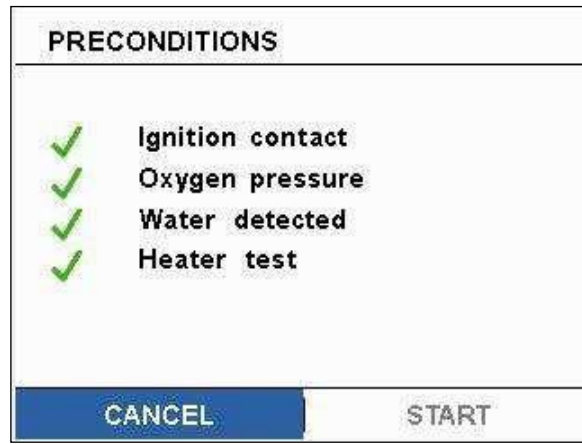 PRECONDITIONS
Ignition contact
Oxygen pressure
Water detected
Heater test
CANCEL START